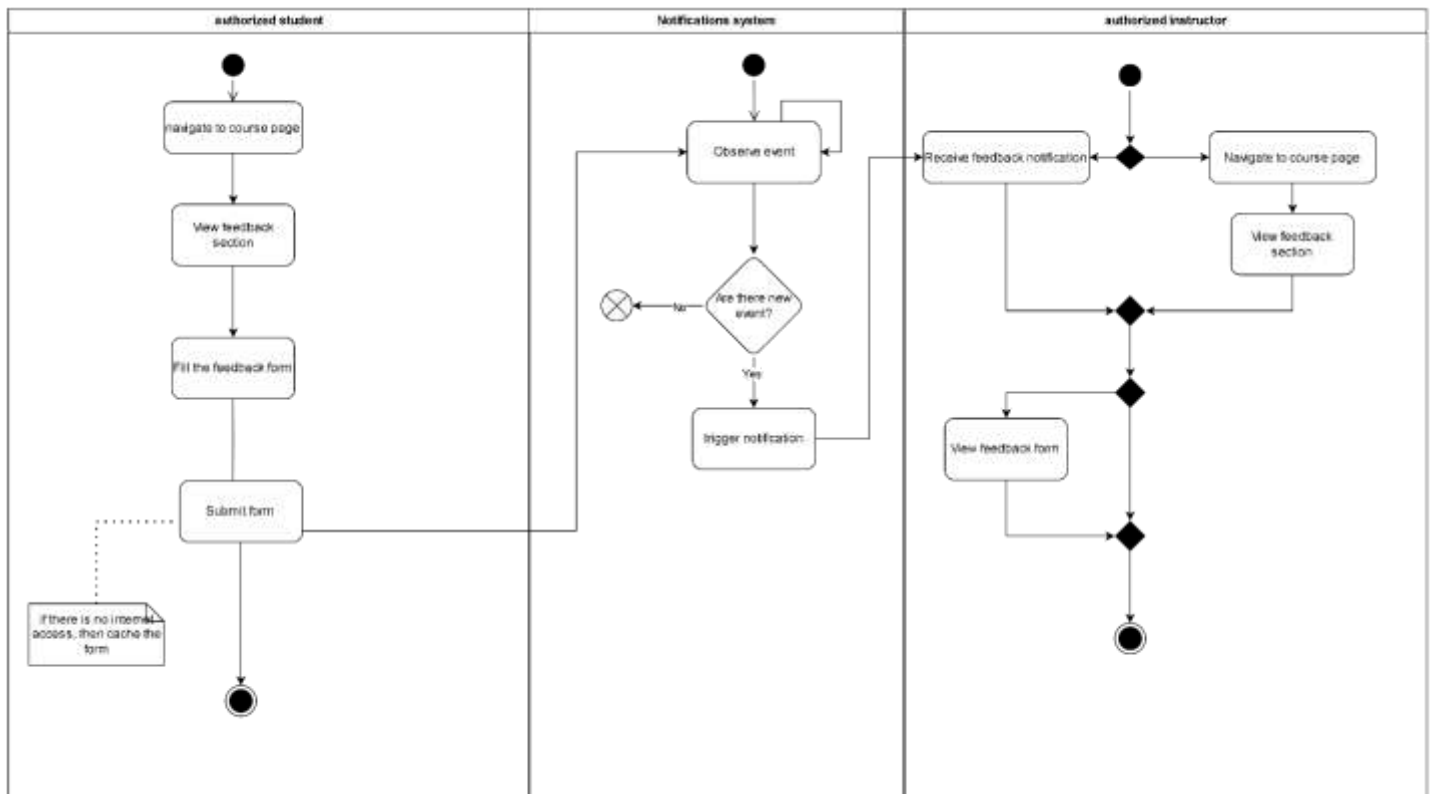 authorized student
Notifications system
authorized instructor
navigate to course page
View feedback
section
Fill the feedback form
Submit form
If there is no internet
access, then cache the
form
Observe event
Are there new
event?
No
Yes
trigger notification
Receive feedback notification
Navigate to course page
View feedback
section
View feedback form